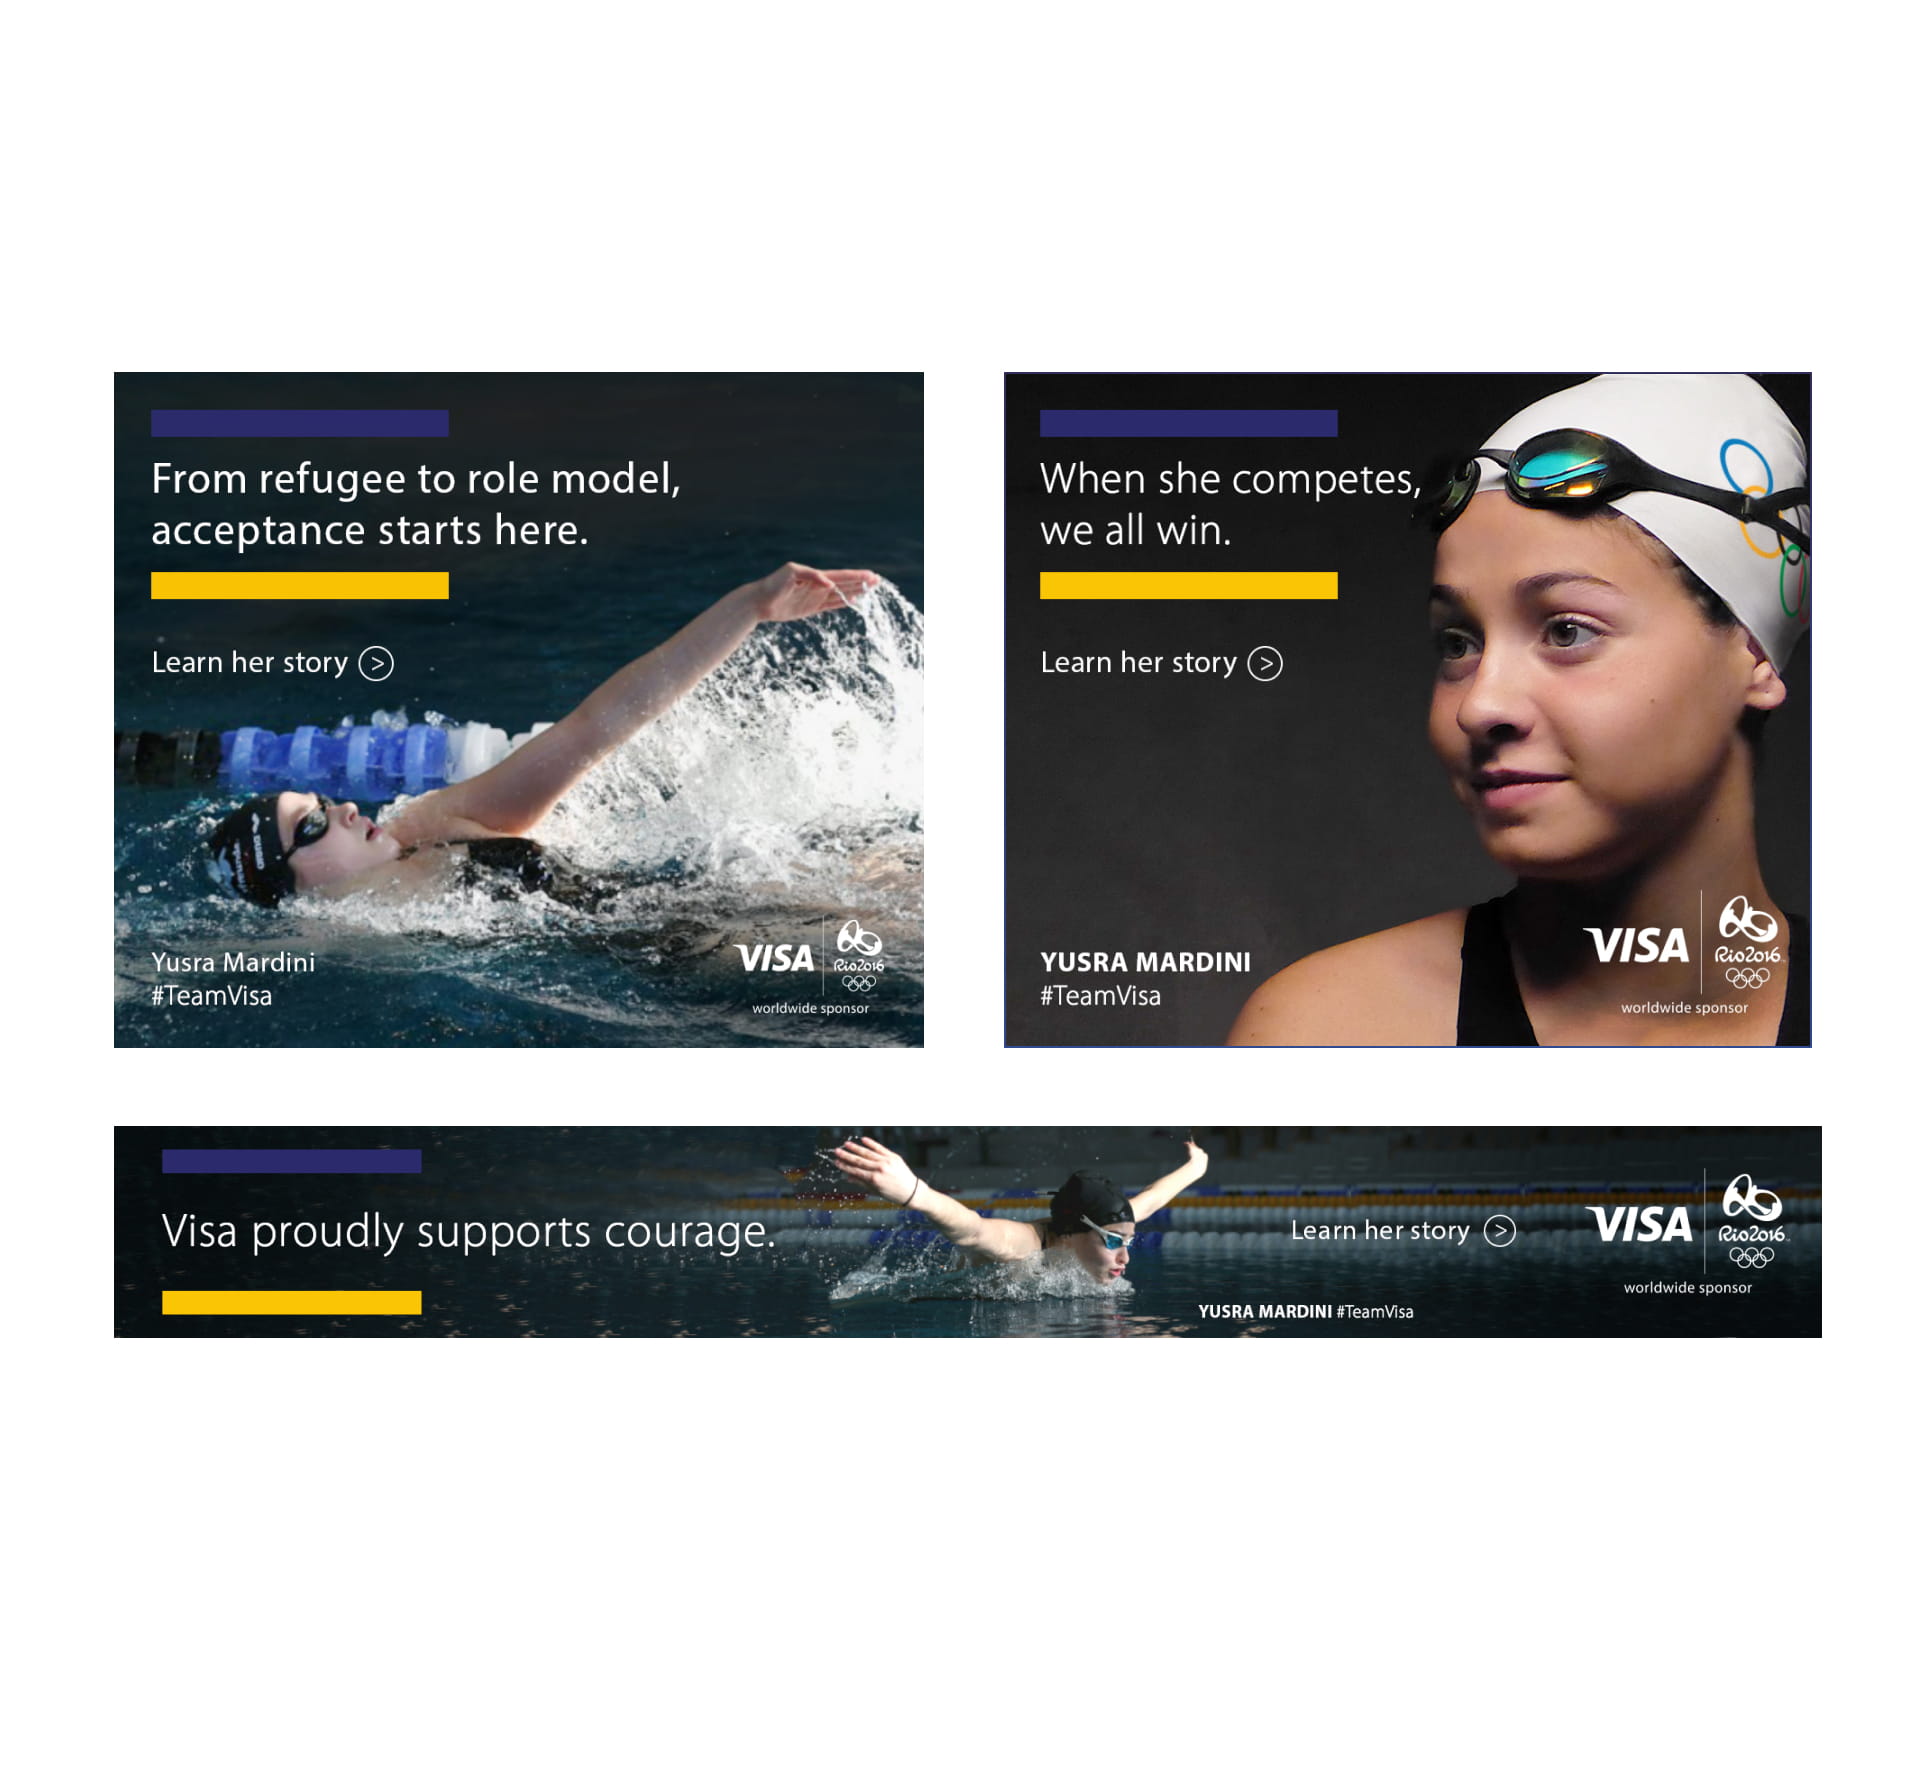 From refugee to role model,
acceptance starts here.
Learn her story >
Yusra Mardini
#TeamVisa
VISA
Rio2016
worldwide sponsor
When she competes,
we all win.
Learn her story >
YUSRA MARDINI
#TeamVisa
VISA
Rio2016
worldwide sponsor
Visa proudly supports courage.
Learn her story >
YUSRA MARDINI #TeamVisa
VISA
Rio2016
worldwide sponsor